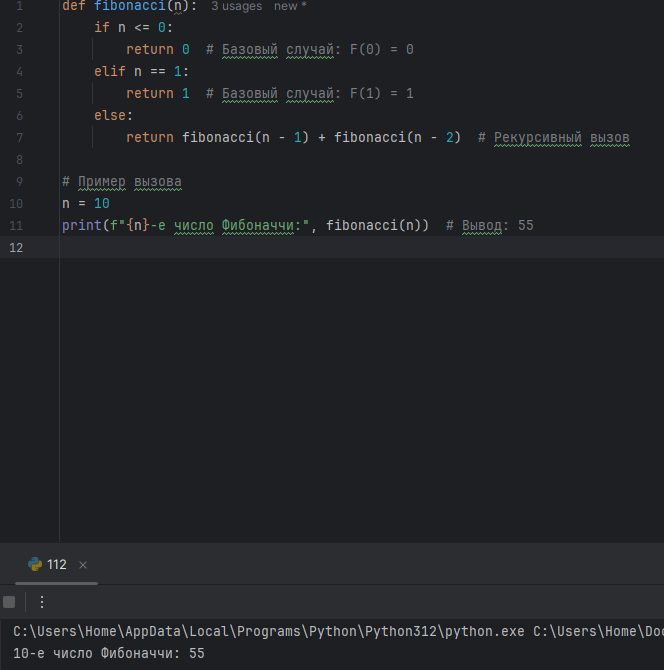 1 def fibonacci(n): 3 usages new *
2 if n <= 0:
3 return 0 # Базовый случай: F(0) = 0
4 elif n == 1:
5 return 1 # Базовый случай: F(1) = 1
6 else:
7 return fibonacci(n - 1) + fibonacci(n - 2) # Рекурсивный вызов
8
9 # Пример вызова
10 n = 10
11 print(f"{n}-е число Фибоначчи:", fibonacci(n)) # Вывод: 55
12
112
C:\Users\Home\AppData\Local\Programs\Python\Python312\python.exe C:\Users\Home\Doc
10-е число Фибоначчи: 55